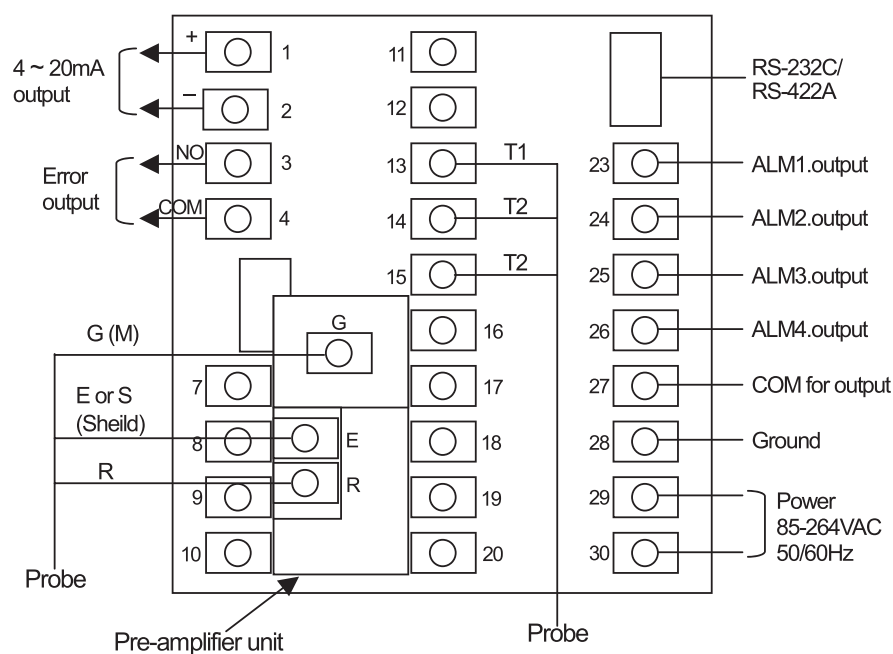 +
1
4 ~ 20mA
output
–
2
NO
3
Error
output
COM
4
G (M)
G
7
E or S
(Sheild)
8
E
R
9
R
10
Probe
Pre-amplifier unit
11
12
13
T1
14
T2
15
T2
16
17
18
19
20
Probe
RS-232C/
RS-422A
23
ALM1.output
24
ALM2.output
25
ALM3.output
26
ALM4.output
27
COM for output
28
Ground
29
Power
85-264VAC
50/60Hz
30